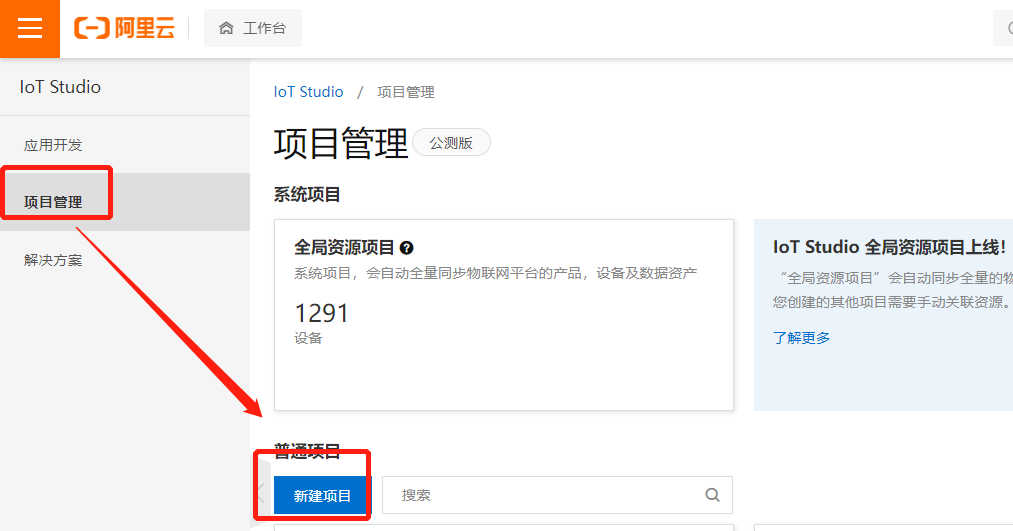 阿里云
工作台
IoT Studio
应用开发
项目管理
解决方案
IoT Studio / 项目管理
项目管理 公测版
系统项目
全局资源项目
系统项目，会自动全量同步物联网平台的产品，设备及数据资产
1291
设备
IoT Studio 全局资源项目上线!
“全局资源项目”会自动同步全量的物
您创建的其他项目需要手动关联资源。
了解更多
普通项目
新建项目
搜索